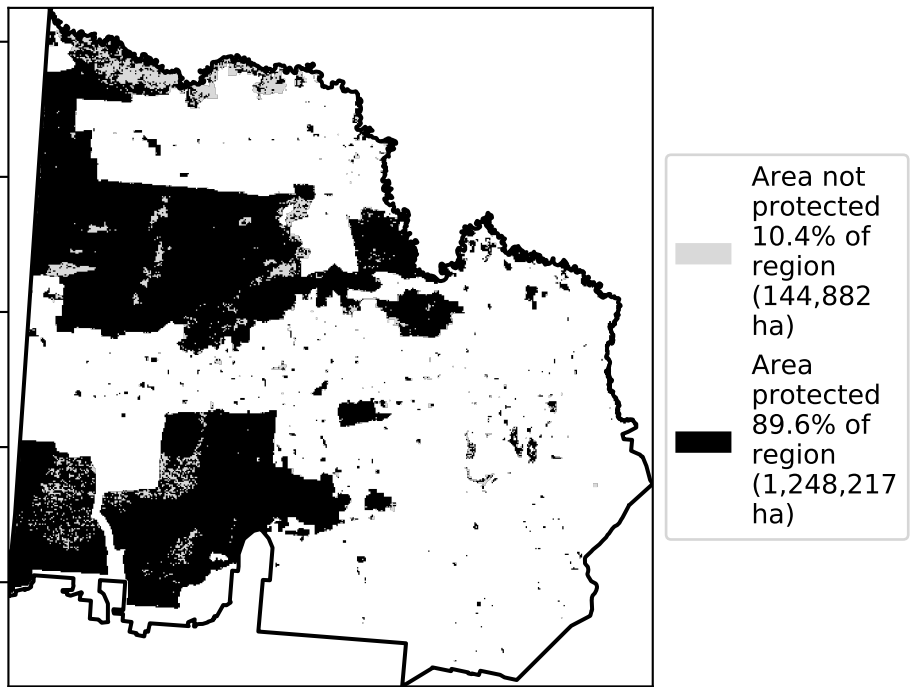 Area not
protected
10.4% of
region
(144,882
ha)
Area
protected
89.6% of
region
(1,248,217
ha)